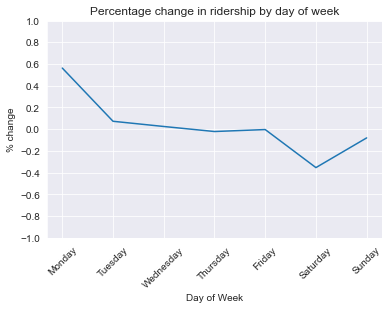 Percentage change in ridership by day of week
1.0
0.8
0.6
0.4
0.2
0.0
−0.2
−0.4
−0.6
−0.8
−1.0
% change
Monday
Tuesday
Wednesday
Thursday
Friday
Saturday
Sunday
Day of Week